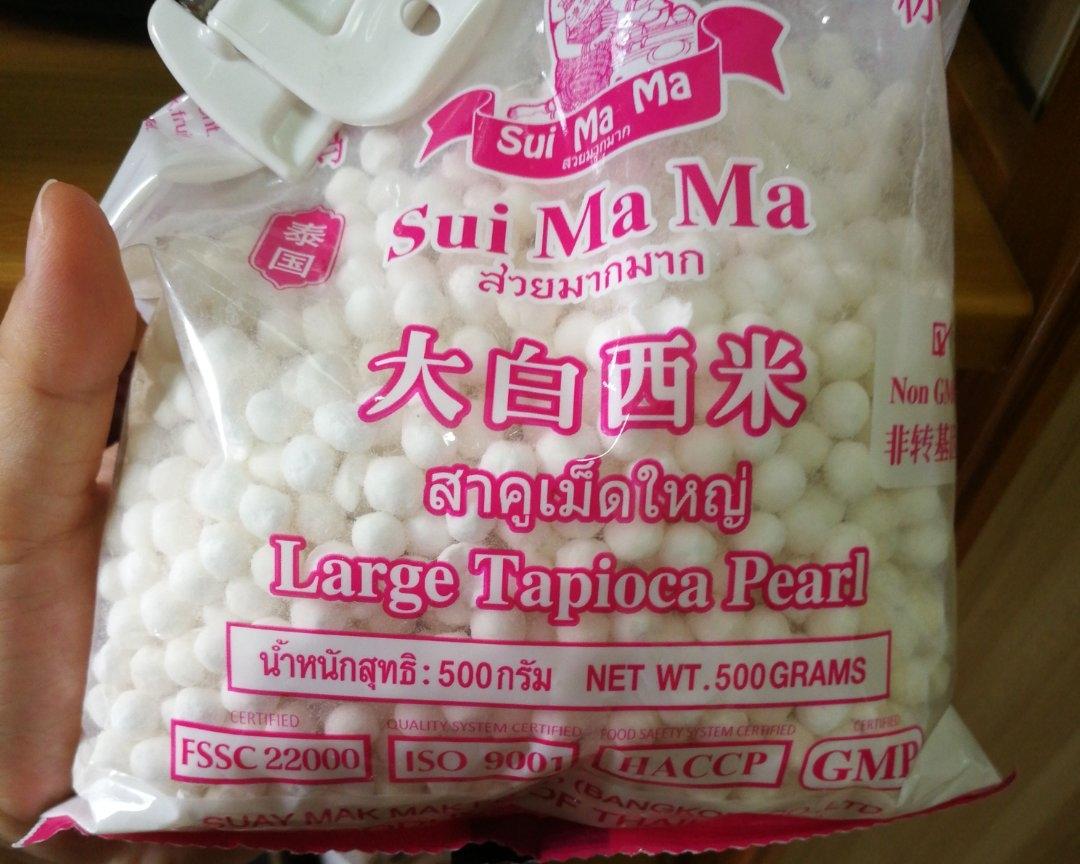 Sui Ma Ma
สวยมากมาก
Sui Ma Ma
สวยมากมาก
泰国
大白西米
Non
非转基
สาคูเม็ดใหญ่
Large Tapioca Pearl
น้ำหนักสุทธิ : 500 กรัม NET WT. 500 GRAMS
CERTIFIED
FSSC 22000
QUALITY SYSTEM CERTIFIED
ISO 9001
FOOD SAFETY SYSTEM CERTIFIED
HACCP
CERTIFIED
GMP
SUAY MAK MAK